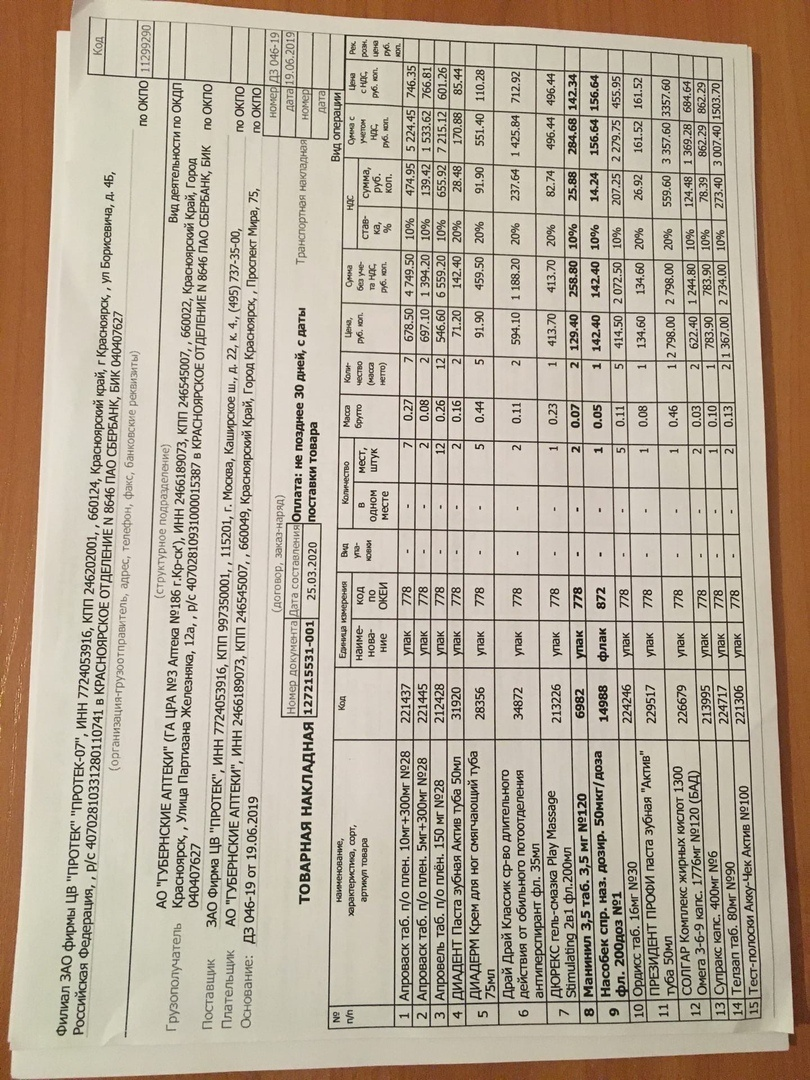 Филиал ЗАО фирмы ЦВ "ПРОТЕК" "ПРОТЕК-07", ИНН 7724053916, КПП 246202001, , 660124, Красноярский край, г Красноярск, , ул Борисевича, д. 4Б,
Российская Федерация, , р/с 40702810331280110741 в КРАСНОЯРСКОЕ ОТДЕЛЕНИЕ N 8646 ПАО СБЕРБАНК, БИК 040407627
(организация-грузоотправитель, адрес, телефон, факс, банковские реквизиты)
Код
по ОКПО 11299290
(структурное подразделение)
Вид деятельности по ОКДП
Грузополучатель АО "ГУБЕРНСКИЕ АПТЕКИ" (ГА ЦРА №3 Аптека №186 г.Кр-ск), ИНН 2466189073, КПП 246545007, , 660022, Красноярский Край, Город
Красноярск, , Улица Партизана Железняка, 12а, , р/с 40702810931000015387 в КРАСНОЯРСКОЕ ОТДЕЛЕНИЕ N 8646 ПАО СБЕРБАНК, БИК
040407627
по ОКПО
Поставщик ЗАО Фирма ЦВ "ПРОТЕК", ИНН 7724053916, КПП 997350001, , 115201, г. Москва, Каширское ш., д. 22, к. 4., (495) 737-35-00,
по ОКПО
Плательщик АО "ГУБЕРНСКИЕ АПТЕКИ", ИНН 2466189073, КПП 246545007, , 660049, Красноярский Край, Город Красноярск, , Проспект Мира, 75,
по ОКПО
Основание: ДЗ 046-19 от 19.06.2019
(договор, заказ-наряд)
номер ДЗ 046-19
дата 19.06.2019
Номер документа Дата составления
ТОВАРНАЯ НАКЛАДНАЯ 127215531-001 25.03.2020
Оплата: не позднее 30 дней, с даты
поставки товара
Транспортная накладная номер
дата
Вид операции
№ п/п наименование, характеристика, сорт, артикул товара Код Единица измерения наиме-нова-ние код по ОКЕИ Вид упа-ковки Количество в одном месте мест, штук Масса брутто Коли-чество (масса нетто) Цена, руб. коп. Сумма без уче-та НДС, руб. коп. НДС став-ка, % сумма, руб. коп. Сумма с учетом НДС, руб. коп. Цена с НДС, руб. коп. Рек. розн. цена руб. коп.
1 Апроваск таб. п/о плен. 10мг+300мг №28 221437 упак 778 - - 7 0.27 7 678.50 4 749.50 10% 474.95 5 224.45 746.35
2 Апроваск таб. п/о плен. 5мг+300мг №28 221445 упак 778 - - 2 0.08 2 697.10 1 394.20 10% 139.42 1 533.62 766.81
3 Апровель таб. п/о плён. 150 мг №28 212428 упак 778 - - 12 0.26 12 546.60 6 559.20 10% 655.92 7 215.12 601.26
4 ДИАДЕНТ Паста зубная Актив туба 50мл 31920 упак 778 - - 2 0.16 2 71.20 142.40 20% 28.48 170.88 85.44
5 ДИАДЕРМ Крем для ног смягчающий туба
75мл 28356 упак 778 - - 5 0.44 5 91.90 459.50 20% 91.90 551.40 110.28
6 Драй Драй Классик ср-во длительного
действия от обильного потоотделения
антиперспирант фл. 35мл 34872 упак 778 - - 2 0.11 2 594.10 1 188.20 20% 237.64 1 425.84 712.92
7 ДЮРЕКС гель-смазка Play Massage
Stimulating 2в1 фл.200мл 213226 упак 778 - - 1 0.23 1 413.70 413.70 20% 82.74 496.44 496.44
8 Манинил 3,5 таб. 3,5 мг №120 6982 упак 778 - - 2 0.07 2 129.40 258.80 10% 25.88 284.68 142.34
9 Насобек спр. наз. дозир. 50мкг/доза
фл. 200доз №1 14988 флак 872 - - 1 0.05 1 142.40 142.40 10% 14.24 156.64 156.64
10 Ордисс таб. 16мг №30 224246 упак 778 - - 5 0.11 5 414.50 2 072.50 10% 207.25 2 279.75 455.95
11 ПРЕЗИДЕНТ ПРОФИ паста зубная "Актив"
туба 50мл 229517 упак 778 - - 1 0.08 1 134.60 134.60 20% 26.92 161.52 161.52
12 СОЛГАР Комплекс жирных кислот 1300
Омега 3-6-9 капс. 1776мг №120 (БАД) 226679 упак 778 - - 1 0.46 1 2 798.00 2 798.00 20% 559.60 3 357.60 3357.60
13 Супракс капс. 400мг №6 213995 упак 778 - - 2 0.03 2 622.40 1 244.80 10% 124.48 1 369.28 684.64
14 Телзап таб. 80мг №90 224717 упак 778 - - 1 0.10 1 783.90 783.90 10% 78.39 862.29 862.29
15 Тест-полоски Акку-Чек Актив №100 221306 упак 778 - - 2 0.13 2 1 367.00 2 734.00 10% 273.40 3 007.40 1503.70